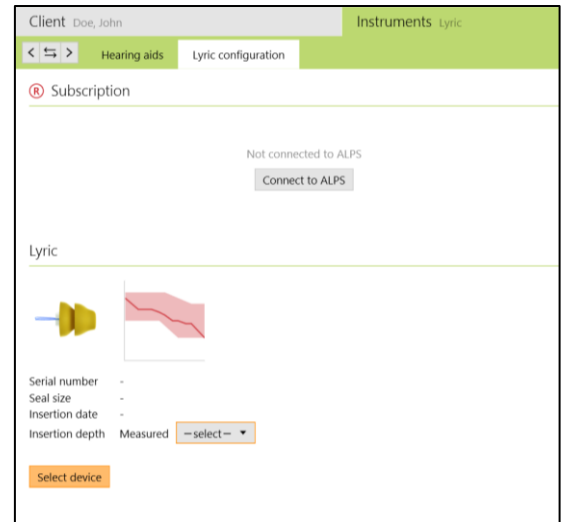 Client Doe, John Instruments Lyric
Hearing aids Lyric configuration
R Subscription
Not connected to ALPS
Connect to ALPS
Lyric
Serial number -
Seal size -
Insertion date -
Insertion depth Measured –select–
Select device